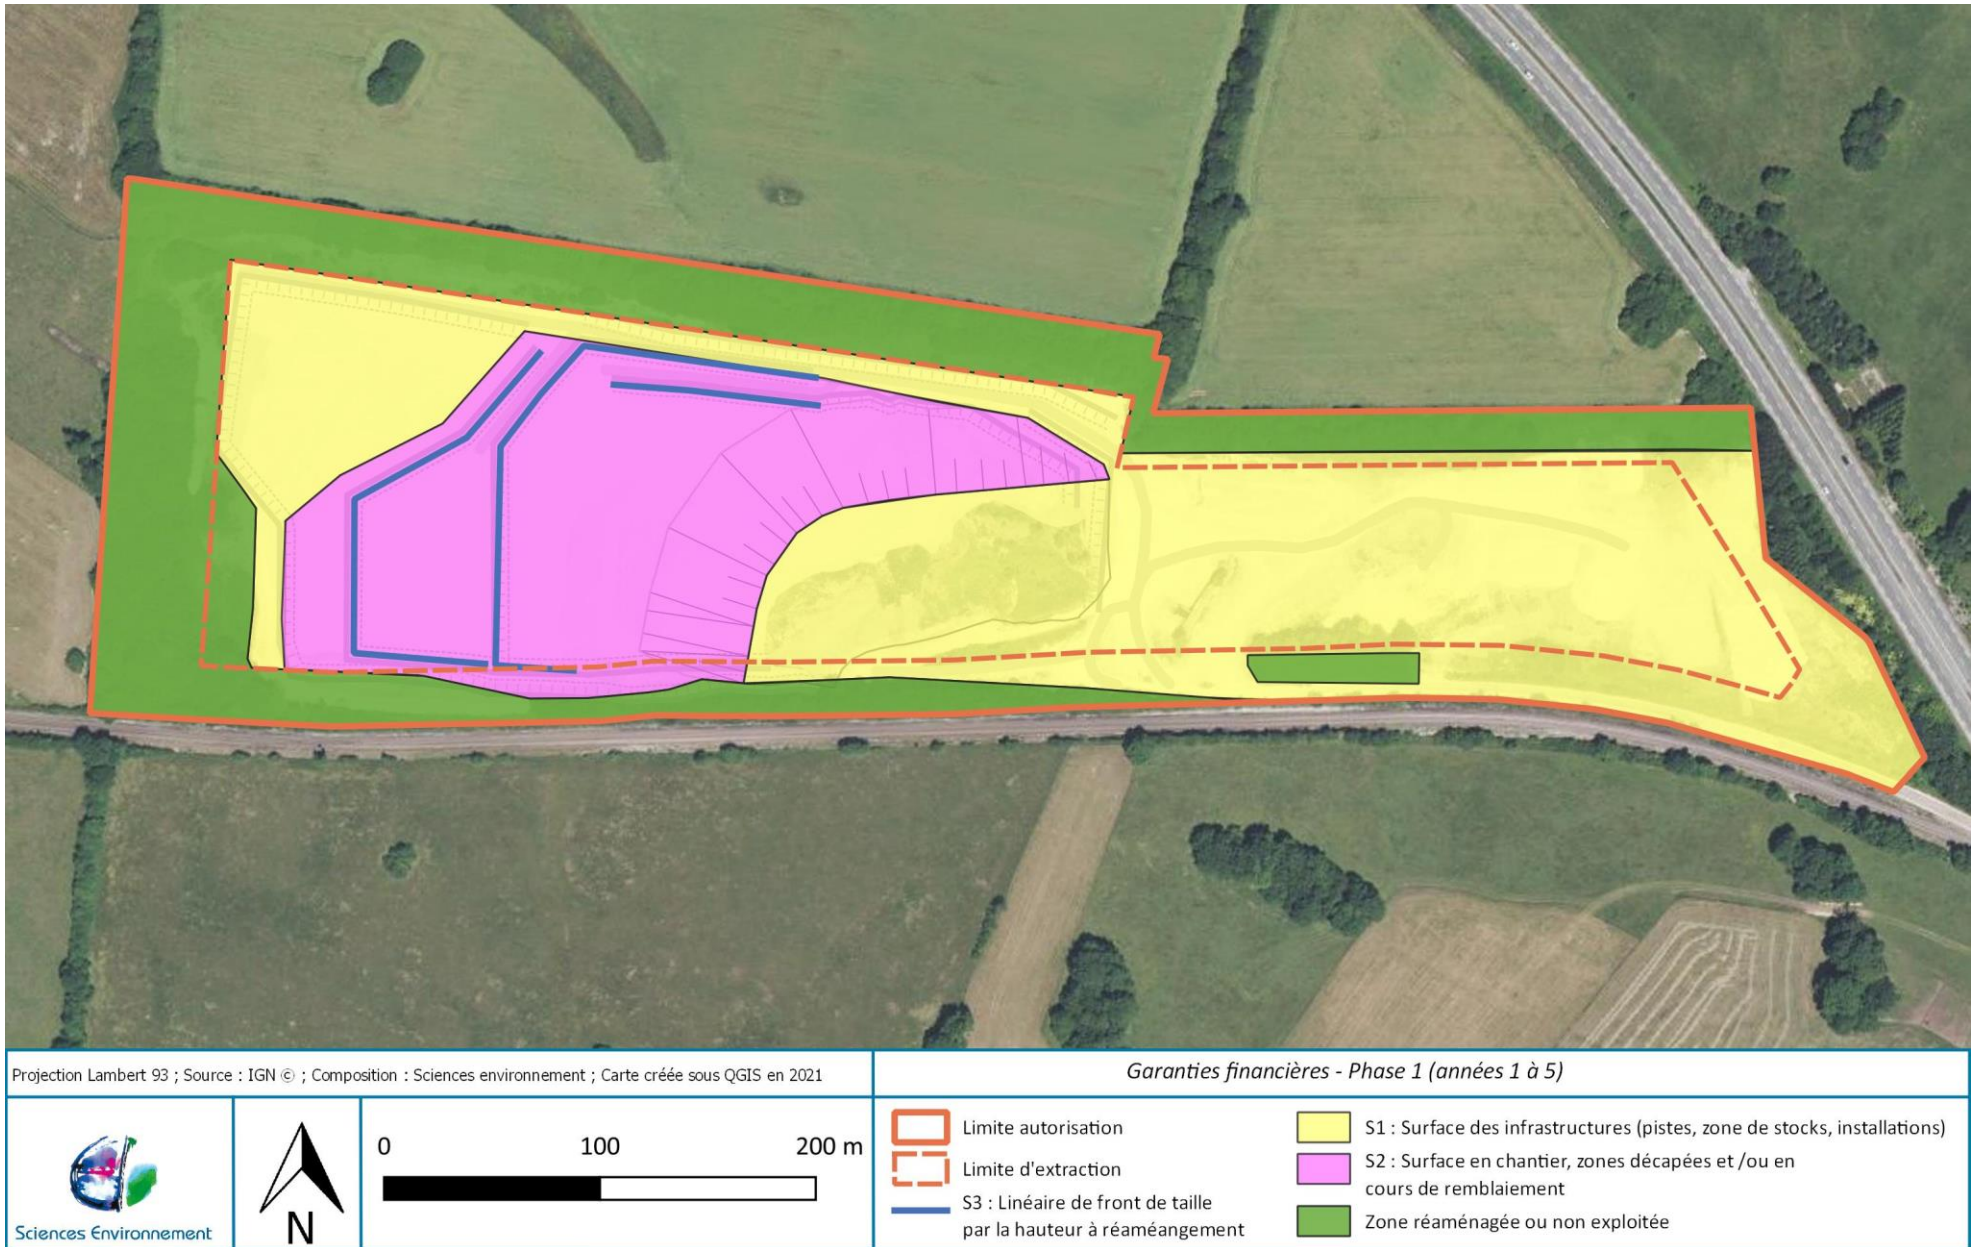 Projection Lambert 93 ; Source : IGN © ; Composition : Sciences environnement ; Carte créée sous QGIS en 2021
Garanties financières - Phase 1 (années 1 à 5)
Sciences Environnement
N
0 100 200 m
Limite autorisation
Limite d'extraction
S3 : Linéaire de front de taille
par la hauteur à réaméangement
S1 : Surface des infrastructures (pistes, zone de stocks, installations)
S2 : Surface en chantier, zones décapées et /ou en
cours de remblaiement
Zone réaménagée ou non exploitée